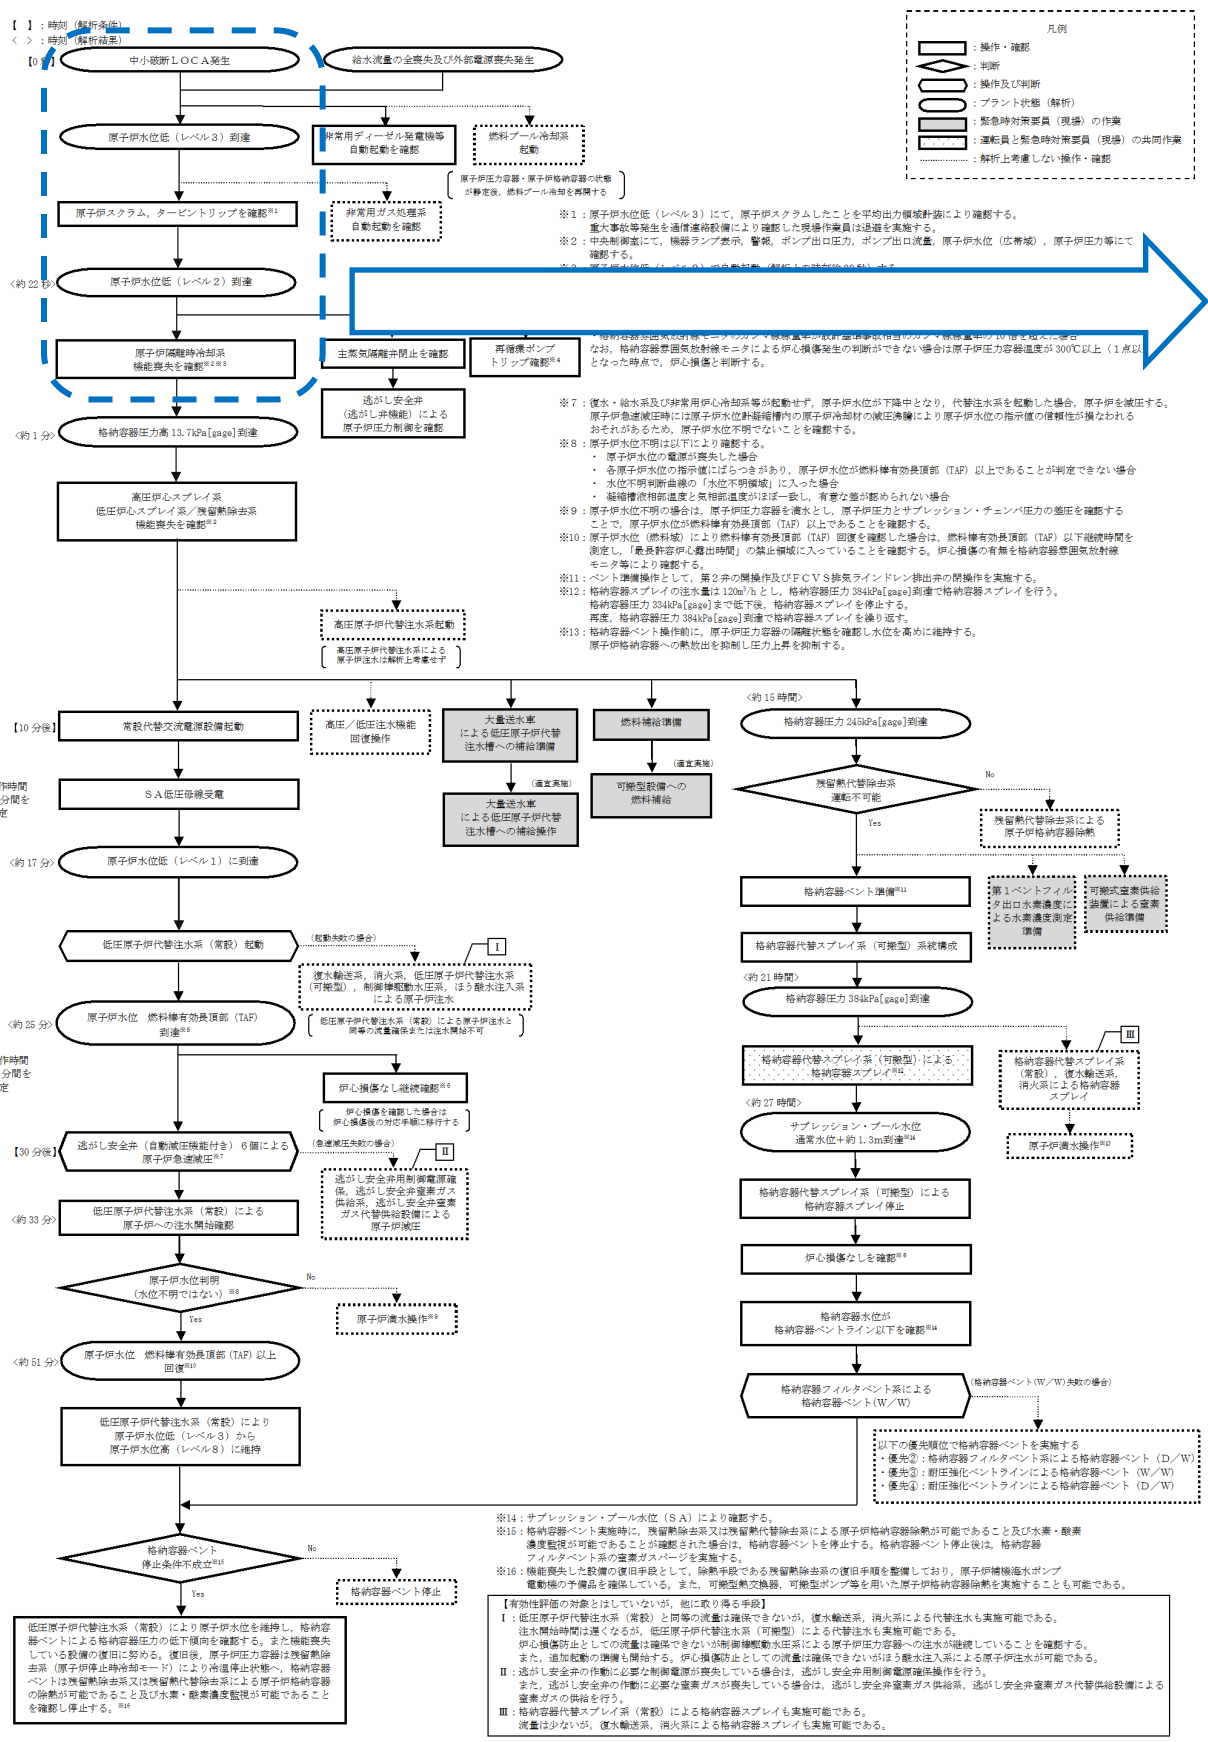 【　】：時刻（解析条件）
＜　＞：時刻（解析結果）
凡例
：操作・確認
：判断
：操作及び判断
：プラント状態（解析）
：緊急時対策要員（現場）の作業
：運転員と緊急時対策要員（現場）の共同作業
：解析上考慮しない操作・確認
【0
中小破断ＬＯＣＡ発生
給水流量の全喪失及び外部電源喪失発生
原子炉水位低（レベル３）到達
非常用ディーゼル発電機等
自動起動を確認
燃料プール冷却系
起動
原子炉圧力容器・原子炉格納容器の状態
が静定後，燃料プール冷却を再開する
原子炉スクラム，タービントリップを確認※1
非常用ガス処理系
自動起動を確認
＜約 22 秒＞
原子炉水位低（レベル２）到達
原子炉隔離時冷却系
機能喪失を確認※2※3
主蒸気隔離弁閉止を確認
再循環ポンプ
トリップ確認※4
逃がし安全弁
（逃がし弁機能）による
原子炉圧力制御を確認
＜約１分＞
格納容器圧力高 13.7kPa[gage]到達
高圧炉心スプレイ系
低圧炉心スプレイ系／残留熱除去系
機能喪失を確認※2
高圧原子炉代替注水系起動
高圧原子炉代替注水系による
原子炉注水は解析上考慮せず
※１：原子炉水位低（レベル３）にて，原子炉スクラムしたことを平均出力領域計装により確認する。
重大事故等発生を通信連絡設備により確認した現場作業員は退避を実施する。
※２：中央制御室にて，機器ランプ表示，警報，ポンプ出口圧力，ポンプ出口流量，原子炉水位（広帯域），原子炉圧力等にて
確認する。
なお，格納容器雰囲気放射線モニタによる炉心損傷発生の判断ができない場合は原子炉圧力容器温度が 300℃以上（１点以
となった時点で，炉心損傷と判断する。
※７：復水・給水系及び非常用炉心冷却系等が起動せず，原子炉水位が下降中となり，代替注水系を起動した場合，原子炉を減圧する。
原子炉急速減圧時には原子炉水位計凝縮槽内の原子炉冷却材の減圧沸騰により原子炉水位の指示値の信頼性が損なわれる
おそれがあるため，原子炉水位不明でないことを確認する。
※８：原子炉水位不明は以下により確認する。
・　原子炉水位の電源が喪失した場合
・　各原子炉水位の指示値にばらつきがあり，原子炉水位が燃料棒有効長頂部（TAF）以上であることが判定できない場合
・　水位不明判断曲線の「水位不明領域」に入った場合
・　凝縮槽液相部温度と気相部温度がほぼ一致し，有意な差が認められない場合
※９：原子炉水位不明の場合は，原子炉圧力容器を満水とし，原子炉圧力とサプレッション・チェンバ圧力の差圧を確認する
ことで，原子炉水位が燃料棒有効長頂部（TAF）以上であることを確認する。
※10：原子炉水位（燃料域）により燃料棒有効長頂部（TAF）回復を確認した場合は，燃料棒有効長頂部（TAF）以下継続時間を
測定し，「最長許容炉心露出時間」の禁止領域に入っていることを確認する。炉心損傷の有無を格納容器雰囲気放射線
モニタ等により確認する。
※11：ベント準備操作として，第２弁の開操作及びＦＣＶＳ排気ラインドレン排出弁の閉操作を実施する。
※12：格納容器スプレイの注水量は 120m³/h とし，格納容器圧力 384kPa[gage]到達で格納容器スプレイを行う。
格納容器圧力 334kPa[gage]まで低下後，格納容器スプレイを停止する。
再度，格納容器圧力 384kPa[gage]到達で格納容器スプレイを繰り返す。
※13：格納容器ベント操作前に，原子炉圧力容器の隔離状態を確認し水位を高めに維持する。
原子炉格納容器への熱放出を抑制し圧力上昇を抑制する。
【10 分後】
常設代替交流電源設備起動
高圧／低圧注水機能
回復操作
大量送水車
による低圧原子炉代替
注水槽への補給準備
燃料補給準備
（適宜実施）
（適宜実施）
大量送水車
による低圧原子炉代替
注水槽への補給操作
可搬型設備への
燃料補給
作時間
分間を
定
ＳＡ低圧母線受電
＜約 17 分＞
原子炉水位低（レベル１）に到達
低圧原子炉代替注水系（常設）起動
（起動失敗の場合）
Ⅰ
復水輸送系，消火系，低圧原子炉代替注水系
（可搬型），制御棒駆動水圧系，ほう酸水注入系
による原子炉注水
低圧原子炉代替注水系（常設）による原子炉注水と
同等の流量確保または注水開始不可
＜約 25 分＞
原子炉水位　燃料棒有効長頂部（TAF）
到達※5
作時間
分間を
定
炉心損傷なし継続確認※6
炉心損傷を確認した場合は
炉心損傷後の対応手順に移行する
【30 分後】
逃がし安全弁（自動減圧機能付き）６個による
原子炉急速減圧※7
（急速減圧失敗の場合）
Ⅱ
逃がし安全弁用制御電源確
保，逃がし安全弁窒素ガス
供給系，逃がし安全弁窒素
ガス代替供給設備による
原子炉減圧
＜約 33 分＞
低圧原子炉代替注水系（常設）による
原子炉への注水開始確認
原子炉水位判明
（水位不明ではない）※8
No
Yes
原子炉満水操作※9
＜約 51 分＞
原子炉水位　燃料棒有効長頂部（TAF）以上
回復※10
低圧原子炉代替注水系（常設）により
原子炉水位低（レベル３）から
原子炉水位高（レベル８）に維持
格納容器ベント
停止条件不成立※15
No
Yes
格納容器ベント停止
低圧原子炉代替注水系（常設）により原子炉水位を維持し，格納容
器ベントによる格納容器圧力の低下傾向を確認する。また機能喪失
している設備の復旧に努める。復旧後，原子炉圧力容器は残留熱除
去系（原子炉停止時冷却モード）により冷温停止状態へ，格納容器
ベントは残留熱除去系又は残留熱代替除去系による原子炉格納容器
の除熱が可能であること及び水素・酸素濃度監視が可能であること
を確認し停止する。※16
＜約 15 時間＞
格納容器圧力 245kPa[gage]到達
残留熱代替除去系
運転不可能
No
Yes
残留熱代替除去系による
原子炉格納容器除熱
格納容器ベント準備※11
第１ベントフィル
タ出口水素濃度に
よる水素濃度測定
準備
可搬式窒素供給
装置による窒素
供給準備
格納容器代替スプレイ系（可搬型）系統構成
＜約 21 時間＞
格納容器圧力 384kPa[gage]到達
Ⅲ
格納容器代替スプレイ系（可搬型）による
格納容器スプレイ※12
格納容器代替スプレイ系
（常設），復水輸送系，
消火系による格納容器
スプレイ
＜約 27 時間＞
サプレッション・プール水位
通常水位＋約 1.3m到達※14
原子炉満水操作※13
格納容器代替スプレイ系（可搬型）による
格納容器スプレイ停止
炉心損傷なしを確認※6
格納容器水位が
格納容器ベントライン以下を確認※14
格納容器フィルタベント系による
格納容器ベント（Ｗ／Ｗ）
（格納容器ベント（Ｗ／Ｗ）失敗の場合）
以下の優先順位で格納容器ベントを実施する
・優先②：格納容器フィルタベント系による格納容器ベント（Ｄ／Ｗ）
・優先③：耐圧強化ベントラインによる格納容器ベント（Ｗ／Ｗ）
・優先④：耐圧強化ベントラインによる格納容器ベント（Ｄ／Ｗ）
※14：サプレッション・プール水位（ＳＡ）により確認する。
※15：格納容器ベント実施時に，残留熱除去系又は残留熱代替除去系による原子炉格納容器除熱が可能であること及び水素・酸素
濃度監視が可能であることが確認された場合は，格納容器ベントを停止する。格納容器ベント停止後は，格納容器
フィルタベント系の窒素ガスパージを実施する。
※16：機能喪失した設備の復旧手段として，除熱手段である残留熱除去系の復旧手順を整備しており，原子炉補機海水ポンプ
電動機の予備品を確保している。また，可搬型熱交換器，可搬型ポンプ等を用いた原子炉格納容器除熱を実施することも可能である。
【有効性評価の対象とはしていないが，他に取り得る手段】
Ⅰ：低圧原子炉代替注水系（常設）と同等の流量は確保できないが，復水輸送系，消火系による代替注水も実施可能である。
注水開始時間は遅くなるが，低圧原子炉代替注水系（可搬型）による代替注水も実施可能である。
炉心損傷防止としての流量は確保できないが制御棒駆動水圧系による原子炉圧力容器への注水が継続していることを確認する。
また，追加起動の準備も開始する。炉心損傷防止としての流量は確保できないがほう酸水注入系による原子炉注水が可能である。
Ⅱ：逃がし安全弁の作動に必要な制御電源が喪失している場合は，逃がし安全弁用制御電源確保操作を行う。
また，逃がし安全弁の作動に必要な窒素ガスが喪失している場合は，逃がし安全弁窒素ガス供給系，逃がし安全弁窒素ガス代替供給設備による
窒素ガスの供給を行う。
Ⅲ：格納容器代替スプレイ系（常設）による格納容器スプレイも実施可能である。
流量は少ないが，復水輸送系，消火系による格納容器スプレイも実施可能である。